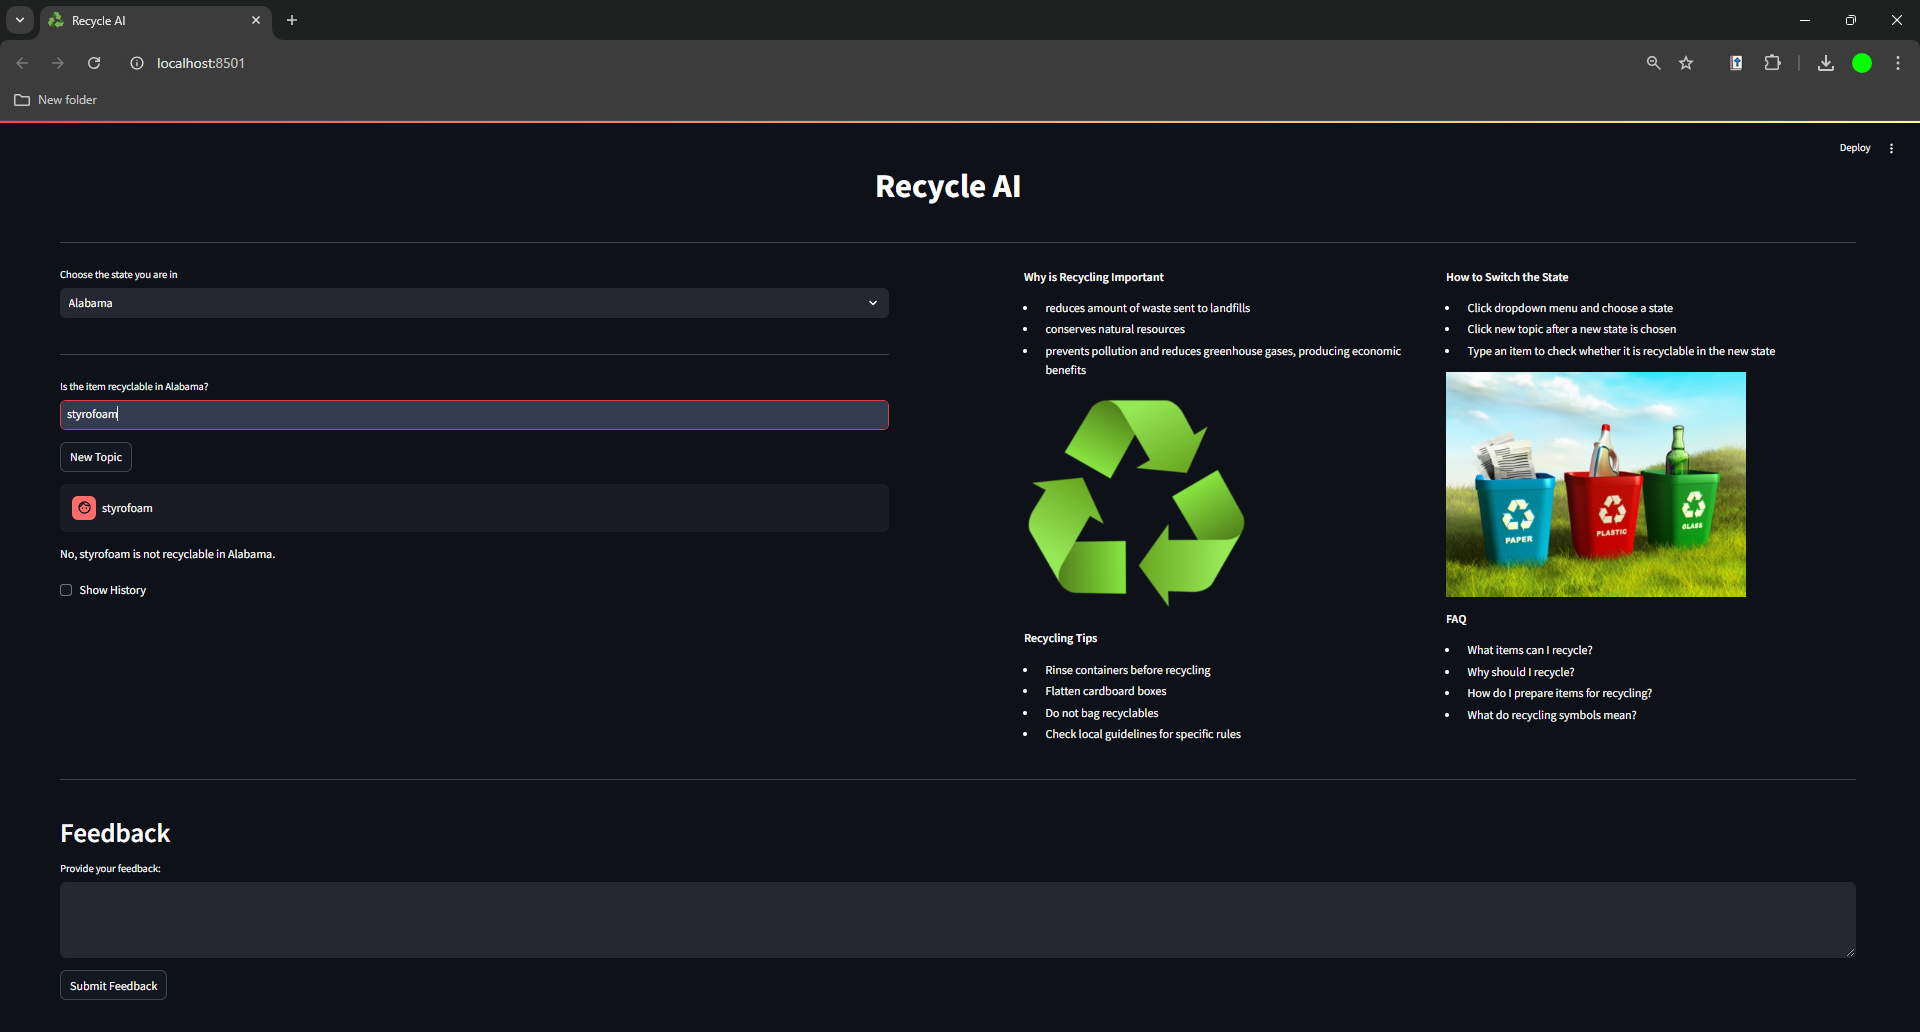 Recycle AI
localhost:8501
New folder
Deploy
Recycle AI
Choose the state you are in
Alabama
Is the item recyclable in Alabama?
styrofoam
New Topic
styrofoam
No, styrofoam is not recyclable in Alabama.
Show History
Why is Recycling Important
reduces amount of waste sent to landfills
conserves natural resources
prevents pollution and reduces greenhouse gases, producing economic
benefits
Recycling Tips
Rinse containers before recycling
Flatten cardboard boxes
Do not bag recyclables
Check local guidelines for specific rules
How to Switch the State
Click dropdown menu and choose a state
Click new topic after a new state is chosen
Type an item to check whether it is recyclable in the new state
PAPER
PLASTIC
GLASS
FAQ
What items can I recycle?
Why should I recycle?
How do I prepare items for recycling?
What do recycling symbols mean?
Feedback
Provide your feedback:
Submit Feedback